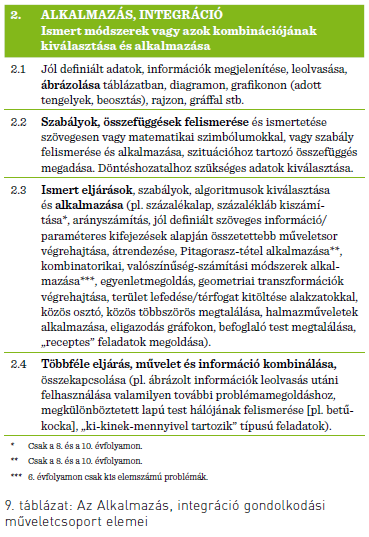 2. ALKALMAZÁS, INTEGRÁCIÓ
Ismert módszerek vagy azok kombinációjának
kiválasztása és alkalmazása
2.1 Jól definiált adatok, információk megjelenítése, leolvasása,
ábrázolása táblázatban, diagramon, grafikonon (adott
tengelyek, beosztás), rajzon, gráffal stb.
2.2 Szabályok, összefüggések felismerése és ismertetése
szövegesen vagy matematikai szimbólumokkal, vagy szabály
felismerése és alkalmazása, szituációhoz tartozó összefüggés
megadása. Döntéshozatalhoz szükséges adatok kiválasztása.
2.3 Ismert eljárások, szabályok, algoritmusok kiválasztása
és alkalmazása (pl. százalékalap, százalékláb kiszámí-
tása*, arányszámítás, jól definiált szöveges információ/
paraméteres kifejezések alapján összetettebb műveletsor
végrehajtása, átrendezése, Pitagorasz-tétel alkalmazása**,
kombinatorikai, valószínűség-számítási módszerek alkal-
mazása***, egyenletmegoldás, geometriai transzformációk
végrehajtása, terület lefedése/térfogat kitöltése alakzatokkal,
közös osztó, közös többszörös megtalálása, halmazműveletek
alkalmazása, eligazodás gráfokon, befoglaló test megtalálása,
„receptes” feladatok megoldása).
2.4 Többféle eljárás, művelet és információ kombinálása,
összekapcsolása (pl. ábrázolt információk leolvasás utáni
felhasználása valamilyen további problémamegoldáshoz,
megkülönböztetett lapú test hálójának felismerése [pl. betű-
kocka], „ki-kinek-mennyivel tartozik” típusú feladatok).
* Csak a 8. és a 10. évfolyamon.
** Csak a 8. és a 10. évfolyamon.
*** 6. évfolyamon csak kis elemszámú problémák.
9. táblázat: Az Alkalmazás, integráció gondolkodási
műveletcsoport elemei